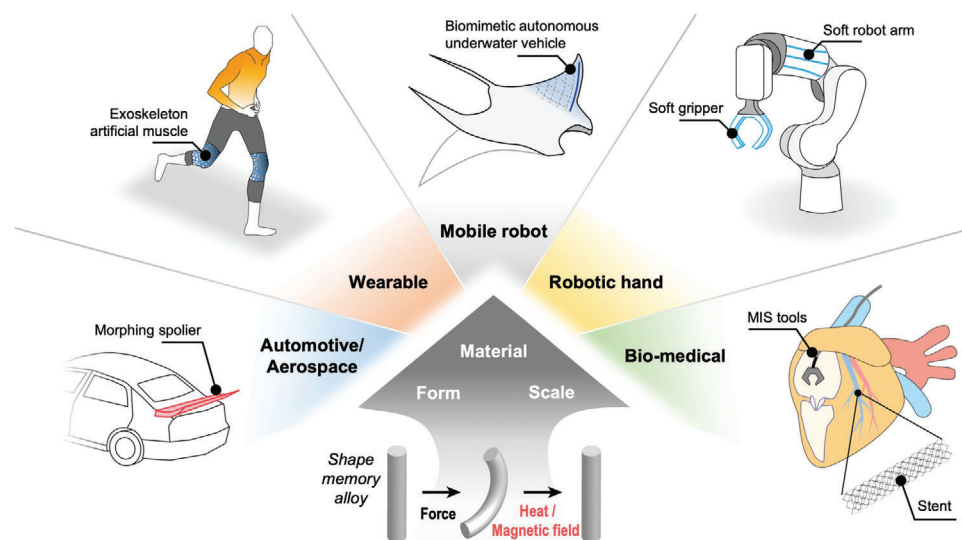 Biomimetic autonomous
underwater vehicle
Soft robot arm
Exoskeleton
artificial muscle
Soft gripper
Mobile robot
Wearable
Robotic hand
Morphing spolier
MIS tools
Automotive/
Aerospace
Material
Bio-medical
Form
Scale
Shape
memory
alloy
Force
Heat /
Magnetic field
Stent